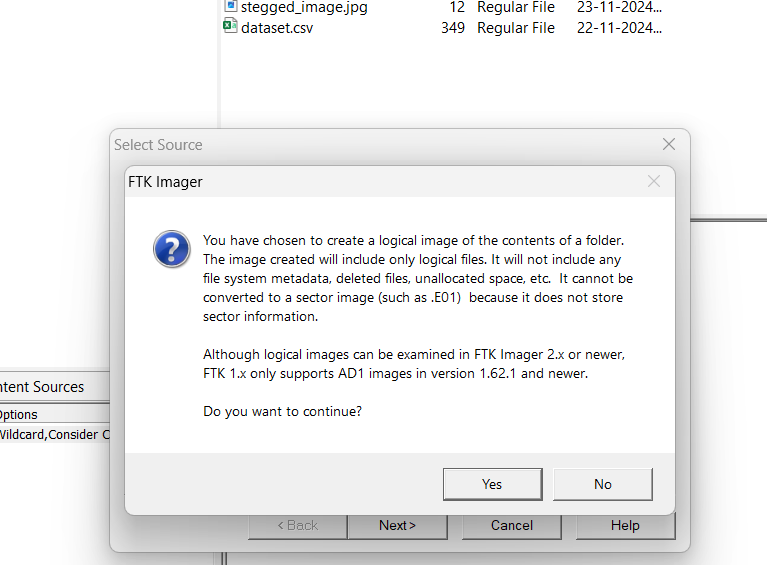 stegged_image.jpg 12 Regular File 23-11-2024...
dataset.csv 349 Regular File 22-11-2024...
Select Source
FTK Imager
You have chosen to create a logical image of the contents of a folder.
The image created will include only logical files. It will not include any
file system metadata, deleted files, unallocated space, etc.  It cannot be
converted to a sector image (such as .E01)  because it does not store
sector information.
Although logical images can be examined in FTK Imager 2.x or newer,
FTK 1.x only supports AD1 images in version 1.62.1 and newer.
Do you want to continue?
Yes No
ntent Sources
Options
Wildcard,Consider C
< Back Next> Cancel Help